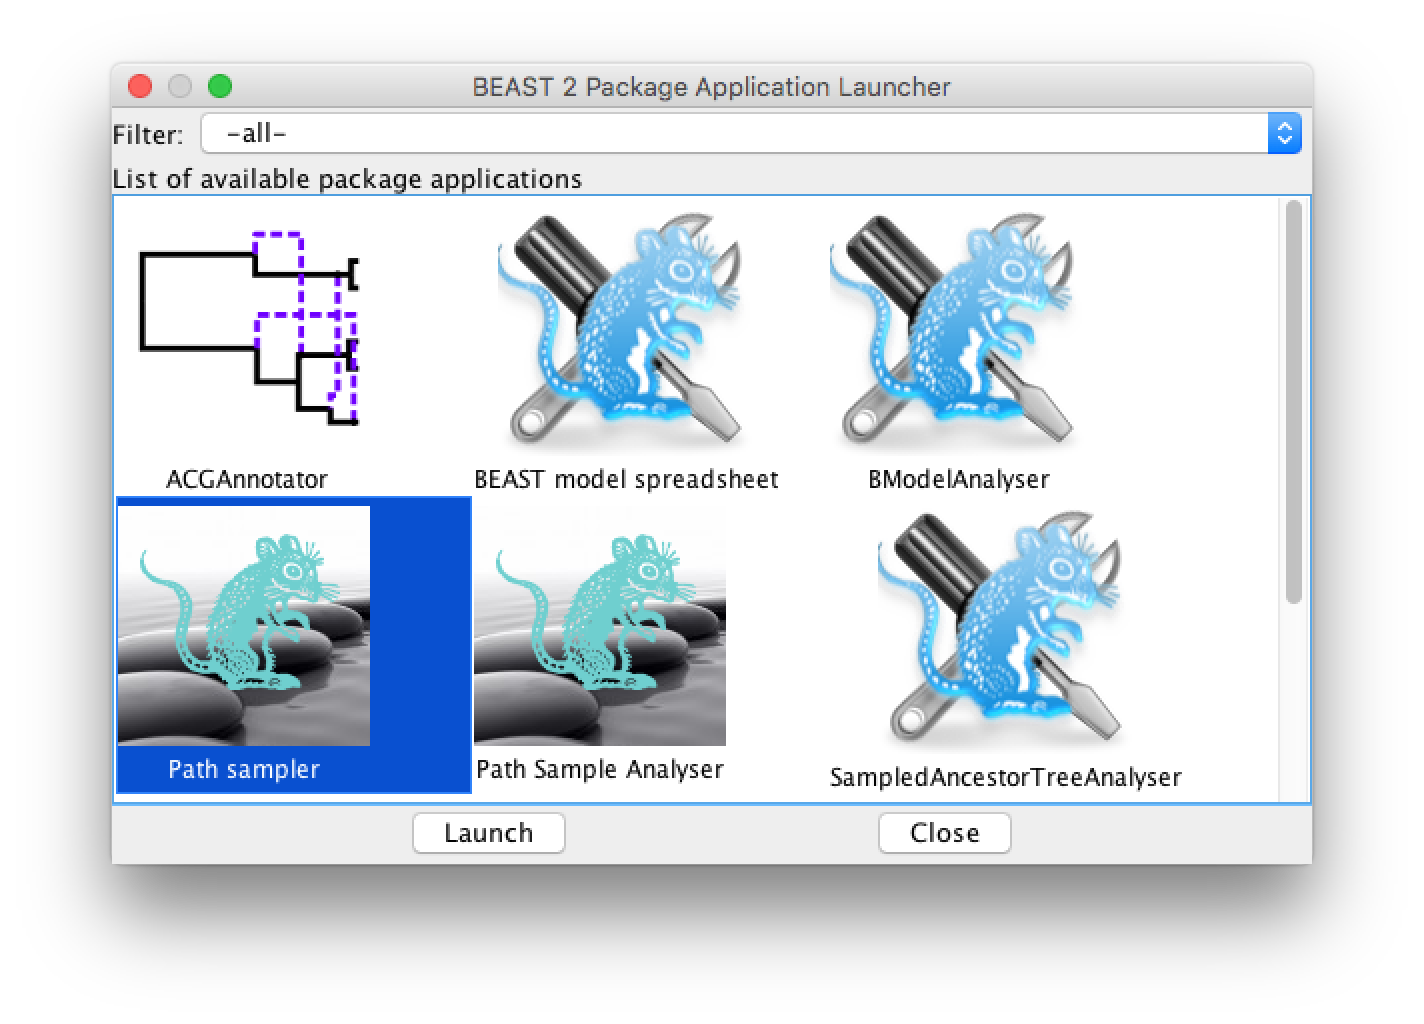 BEAST 2 Package Application Launcher
Filter: -all-
List of available package applications
ACGAnnotator
BEAST model spreadsheet
BModelAnalyser
Path sampler
Path Sample Analyser
SampledAncestorTreeAnalyser
Launch
Close